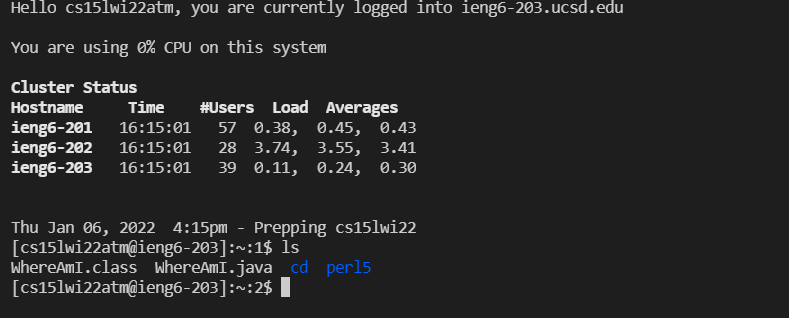 Hello cs15lwi22atm, you are currently logged into ieng6-203.ucsd.edu
You are using 0% CPU on this system
Cluster Status
Hostname     Time    #Users  Load  Averages
ieng6-201   16:15:01   57  0.38,  0.45,  0.43
ieng6-202   16:15:01   28  3.74,  3.55,  3.41
ieng6-203   16:15:01   39  0.11,  0.24,  0.30
Thu Jan 06, 2022  4:15pm - Prepping cs15lwi22
[cs15lwi22atm@ieng6-203]:~:1$ ls
WhereAmI.class  WhereAmI.java  cd  perl5
[cs15lwi22atm@ieng6-203]:~:2$